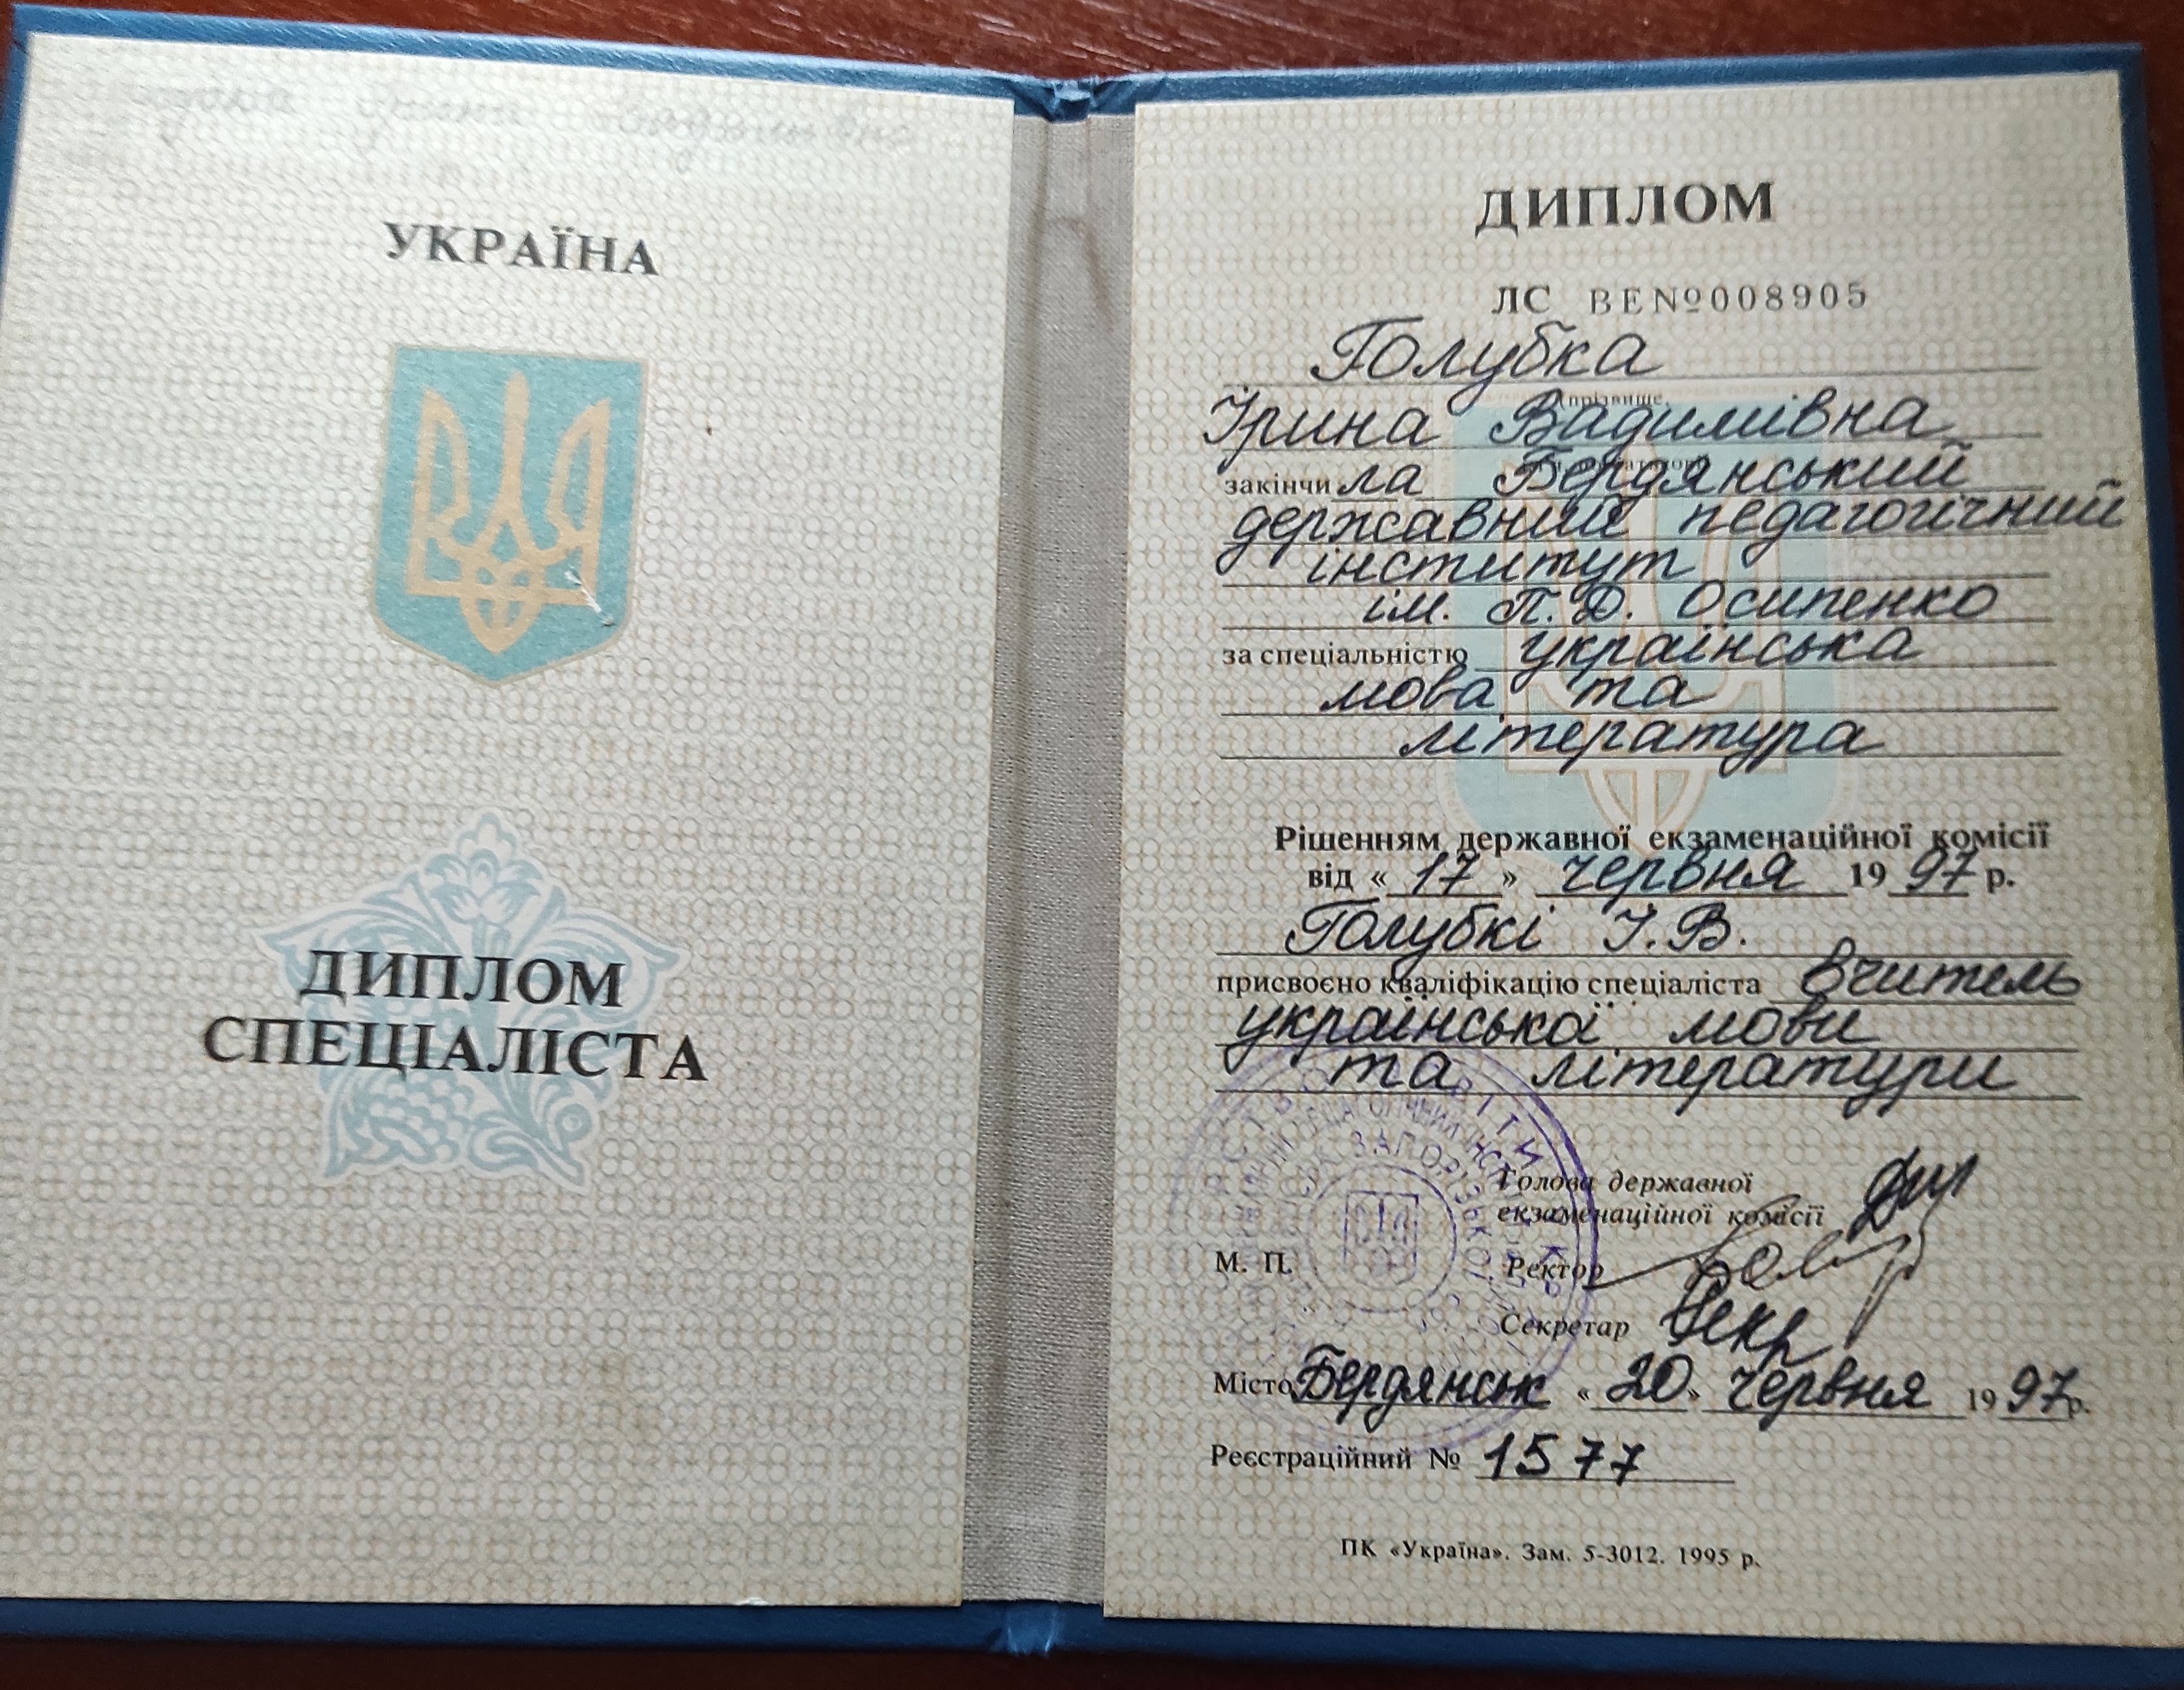 УКРАЇНА
ДИПЛОМ
СПЕЦІАЛІСТА
ДИПЛОМ
ЛС ВЕ№008905
Голубка
прізвище,
Ірина Вадимівна
закінчила Бердянський
державний педагогічний
інститут
ім. П.Д. Осипенко
за спеціальністю українська
мова та
література
Рішенням державної екзаменаційної комісії
від «17» червня 1997 р.
Голубкі І.В.
присвоєно кваліфікацію спеціаліста вчитель
української мови
та літератури
Голова державної
екзаменаційної комісії
М. П.
Ректор
Секретар
Місто Бердянськ «20» червня 1997р.
Реєстраційний № 1577
ПК «Україна». Зам. 5-3012. 1995 р.